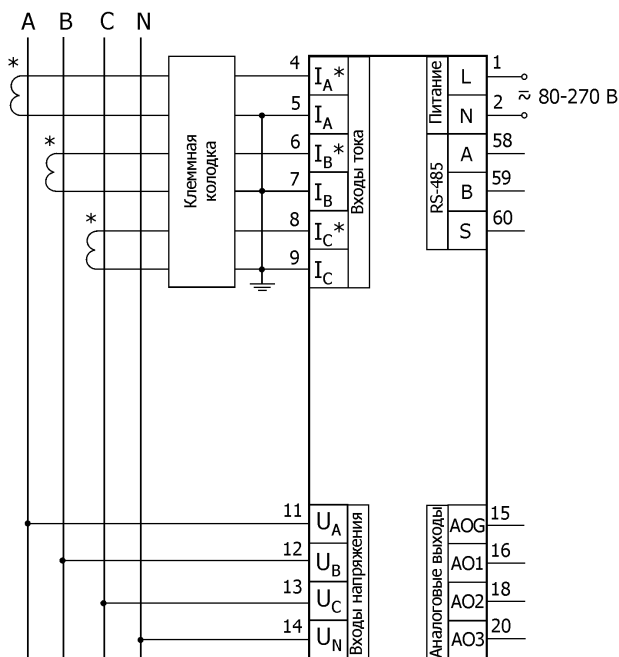 A B C N
*
*
*
Клеммная
колодка
4 I_A*
5 I_A
6 I_B*
7 I_B
8 I_C*
9 I_C
Входы тока
Питание
L 1
N 2
≂ 80-270 В
RS-485
A 58
B 59
S 60
11 U_A
12 U_B
13 U_C
14 U_N
Входы напряжения
Аналоговые выходы
AOG 15
AO1 16
AO2 18
AO3 20